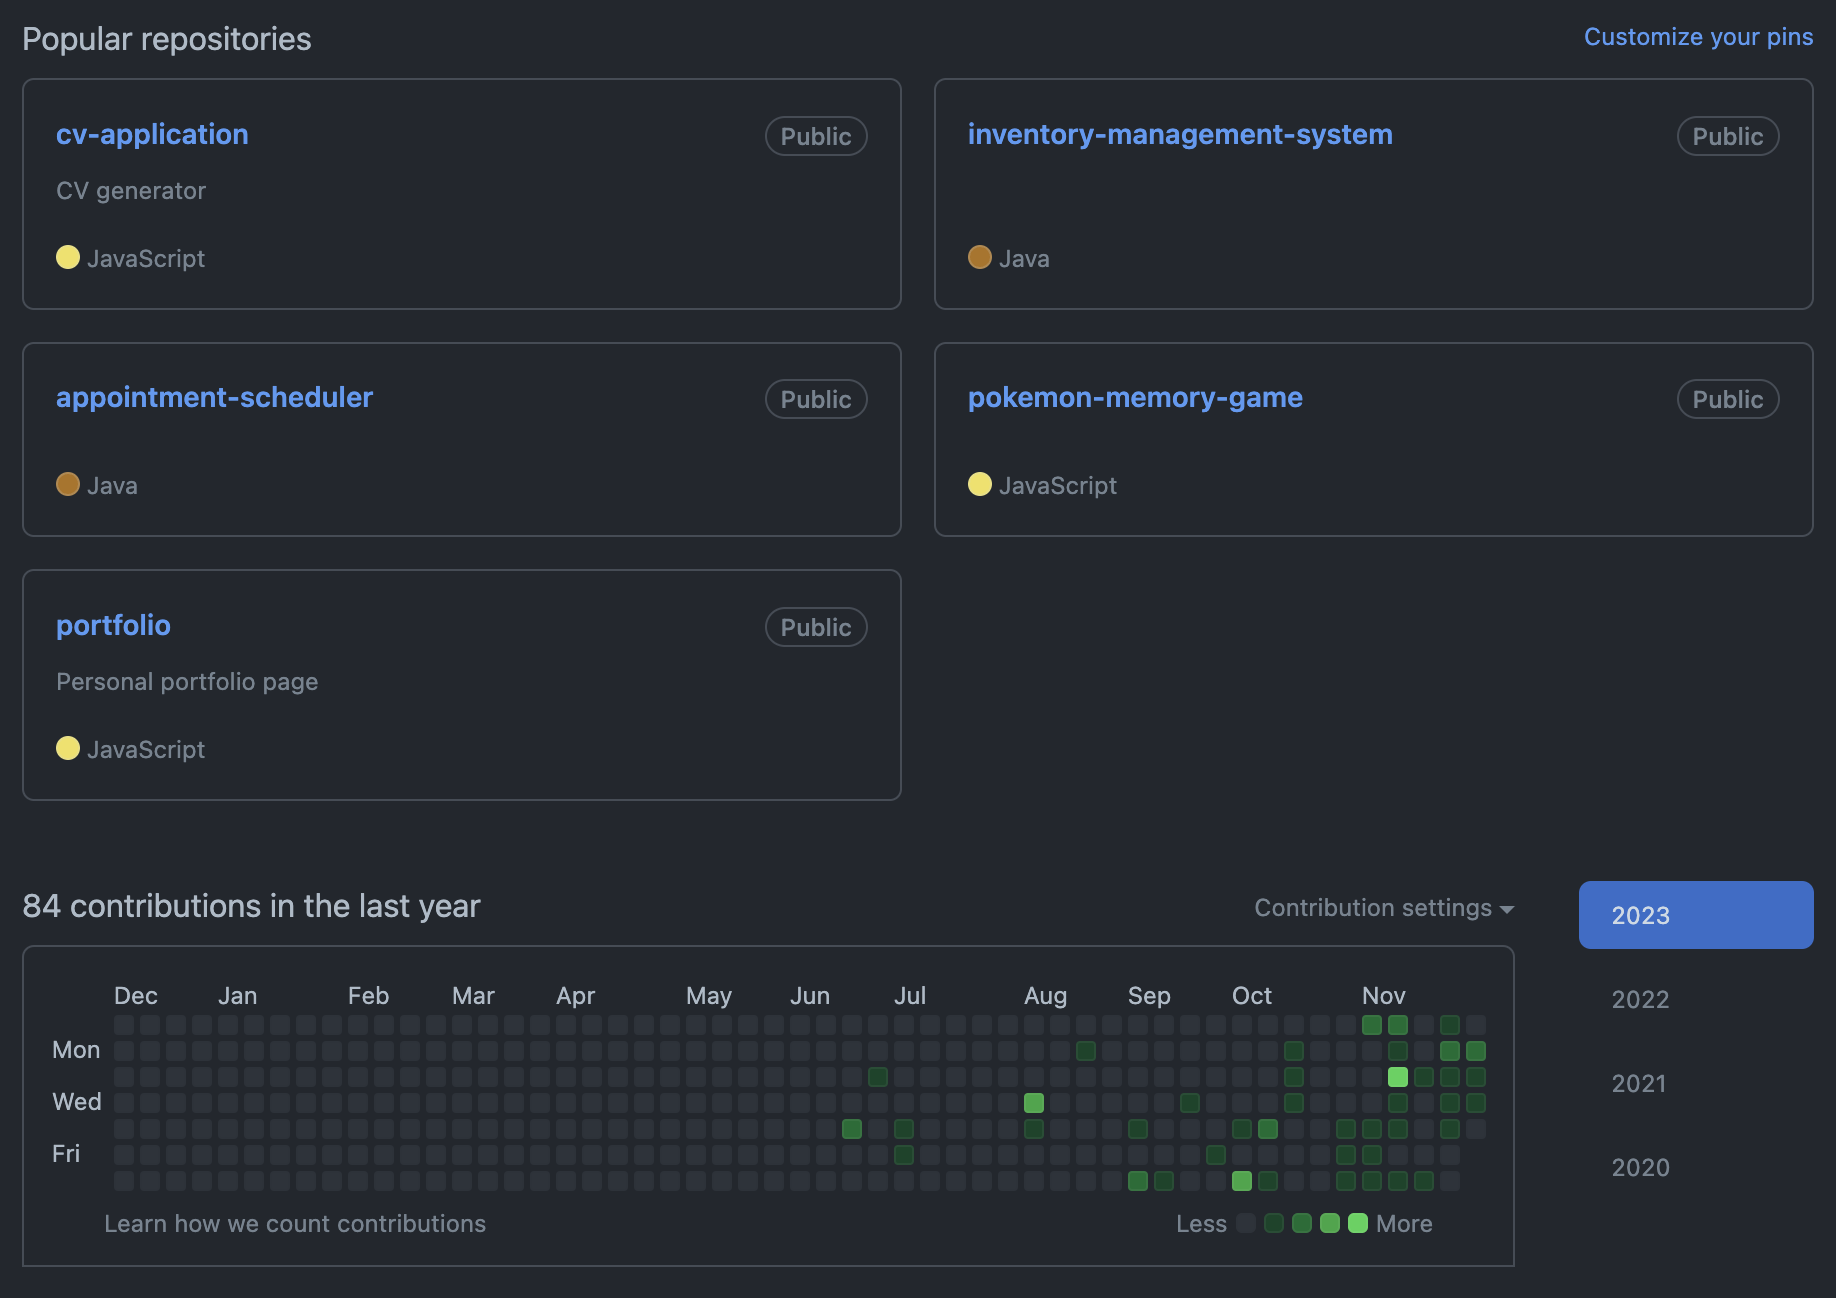 Popular repositories
Customize your pins
cv-application
Public
CV generator
JavaScript
inventory-management-system
Public
Java
appointment-scheduler
Public
Java
pokemon-memory-game
Public
JavaScript
portfolio
Public
Personal portfolio page
JavaScript
84 contributions in the last year
Contribution settings
2023
2022
2021
2020
Dec Jan Feb Mar Apr May Jun Jul Aug Sep Oct Nov
Mon
Wed
Fri
Learn how we count contributions
Less More